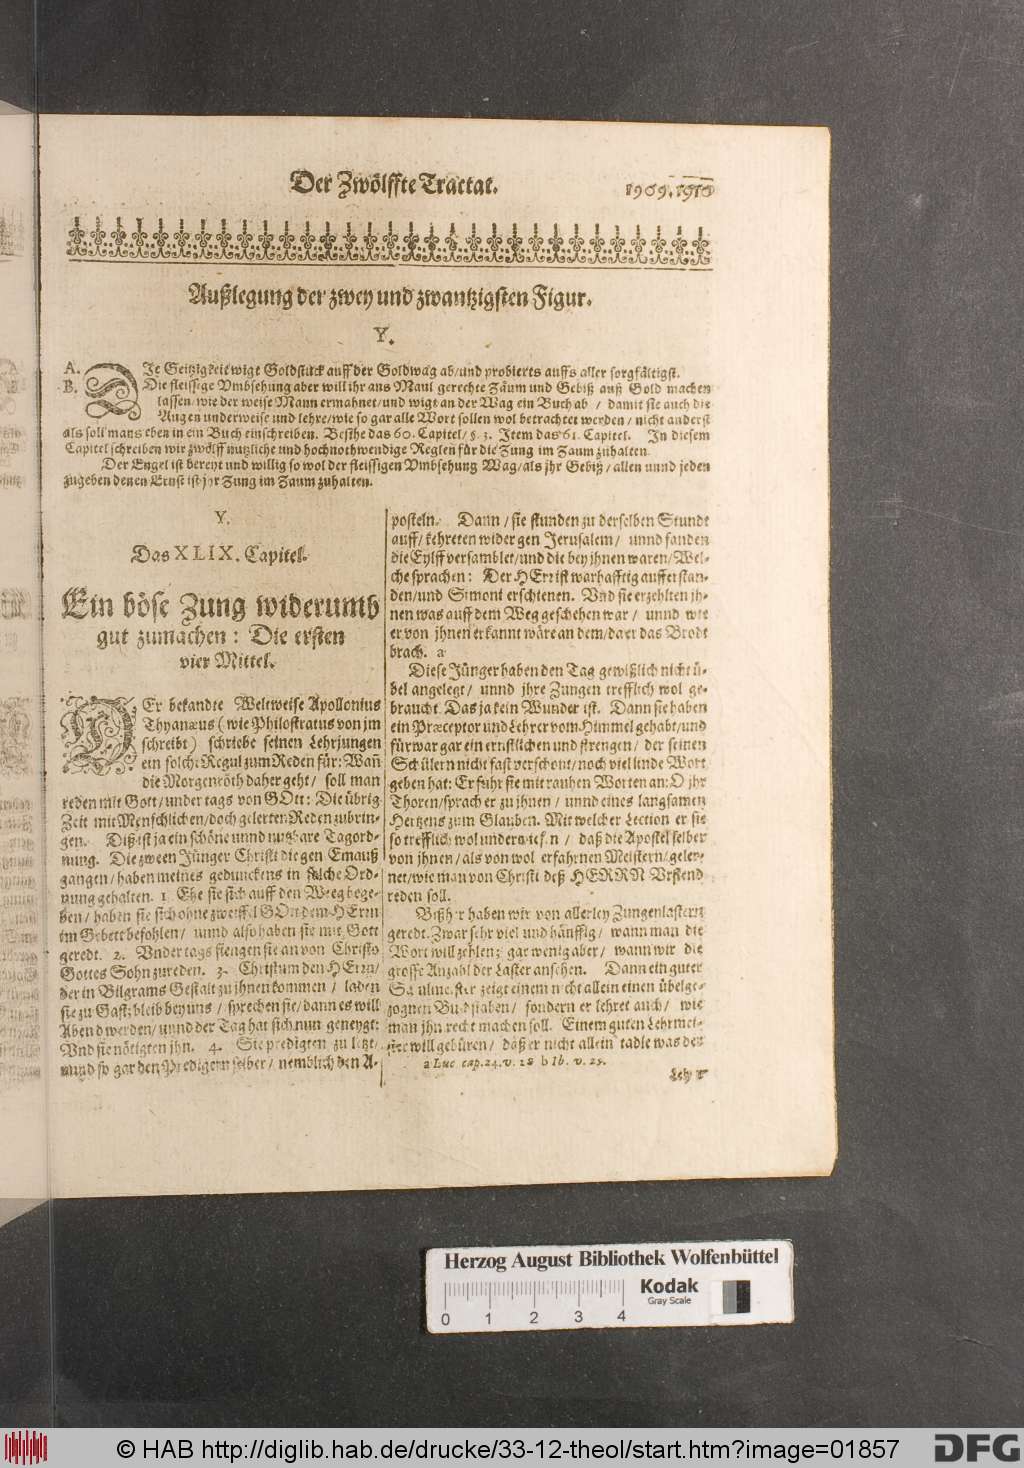 Der Zwölffte Tractat.
1909.1910
Außlegung der zwey und zwantzigsten Figur.
Y.
A. DJe Geitzigkeit wigt Goldstück auff der Goldwag ab/und probierts auffs aller sorgfältigst.
B. Die fleissige Vmbsehung aber will ihr ans Maul gerechte Zäum und Gebiß auß Gold machen
lassen/wie der weise Mann ermahnet/und wigt an der Wag ein Buch ab / damit sie auch die
Augen underweise und lehre/wie so gar alle Wort sollen wol betrachtet werden / nicht anderst
als soll mans eben in ein Buch einschreiben. Besihe das 60. Capitel/ §. 3. Item das 61. Capitel. In diesem
Capitel schreiben wir zwölff nutzliche und hochnothwendige Reglen für die Zung im Zaum zuhalten.
Der Engel ist bereyt und willig so wol der fleissigen Vmbsehung Wag/als jhr Gebiß/ allen unnd jeden
zugeben denen Ernst ist jhr Zung im Zaum zuhalten.
Y.
Das XLIX. Capitel.
Ein böse Zung widerumb
gut zumachen: Die ersten
vier Mittel.
DEr bekandte Weltweise Apollonius
Thyanæus (wie Philostratus von jm
schreibt) schriebe seinen Lehrjungen
ein solche Regul zum Reden für: Wañ
die Morgenröth daher geht/ soll man
reden mit Gott/under tags von GOtt: Die übrig
Zeit mit Menschlichen/doch gelerten Reden zubrin-
gen. Diß ist ja ein schöne unnd nutzbare Tagord-
nung. Die zween Jünger Christi die gen Emauß
gangen/haben meines gedunckens in solche Ord-
nung gehalten. 1 Ehe sie sich auff den Weeg bege-
ben/ haben sie sich ohne zweiffel GOtt dem HErrn
im Gebett befohlen/ unnd also haben sie mit Gott
geredt. 2. Vnder tags fiengen sie an von Christo
Gottes Sohn zureden. 3. Christum den HErrn/
der in Bilgrams Gestalt zu jhnen kommen/ laden
sie zu Gast: bleib bey uns/ sprechen sie/dann es will
Abend werden/unnd der Tag hat sich nun geneygt:
Vnd sie nötigten jhn. 4. Sie predigten zu letzt/
unnd so gar den Predigern selber/ nemblich den A-
posteln. Dann/sie stunden zu derselben Stundt
auff/kehreten wider gen Jerusalem/ unnd fanden
die Eylff versamblet/und die bey jhnen waren/Wel-
che sprachen: Der HErr ist warhafftig aufferstan-
den/und Simoni erschienen. Vnd sie erzehlten jh-
nen was auff dem Weg geschehen war/ unnd wie
er von jhnen erkannt wäre an dem/da er das Brodt
brach. a
Diese Jünger haben den Tag gewißlich nicht ü-
bel angelegt/ unnd jhre Zungen trefflich wol ge-
braucht. Das ja kein Wunder ist. Dann sie haben
ein Præceptor und Lehrer vom Himmel gehabt/und
fürwar gar ein ernstlichen und strengen/ der seinen
Schülern nicht fast verschont/noch viel linde Wort
geben hat: Er fuhr sie mit rauhen Worten an: O jhr
Thoren/sprach er zu jhnen/ unnd eines langsamen
Hertzens zum Glauben. Mit welcher Lection er sie
so trefflich wol underwiesen/ daß die Apostel selber
von jhnen/als von wol erfahrnen Meistern/geler-
net/wie man von Christi deß HERRN Vrstend
reden soll.
Bißher haben wir von allerley Zungenlastern
geredt. Zwar sehr viel und häuffig/ wann man die
Wort will zehlen; gar wenig aber/ wann wir die
grosse Anzahl der Laster ansehen. Dann ein guter
Schulmeister zeigt einem nicht allein einen übelge-
zognen Buchstaben/ sondern er lehret auch/ wie
man jhn recht machen soll. Einem guten Lehrmei-
ster will gebüren/ daß er nicht allein tadle was der
a Luc cap.24.v.18 b Ib. v.25.
Lehr
Herzog August Bibliothek Wolfenbüttel
0 1 2 3 4
Kodak
Gray Scale
© HAB http://diglib.hab.de/drucke/33-12-theol/start.htm?image=01857
DFG